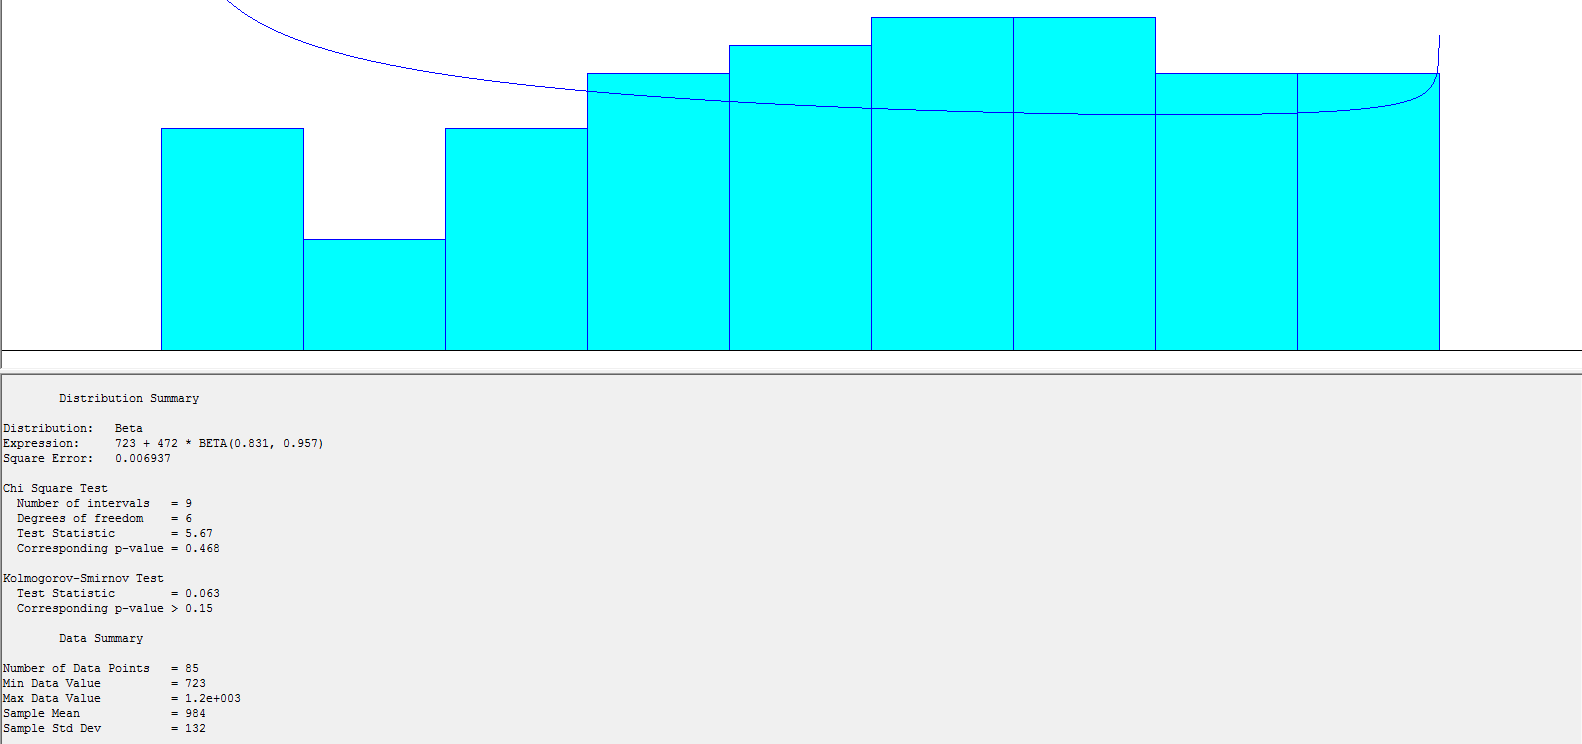 Distribution Summary
Distribution: Beta
Expression: 723 + 472 * BETA(0.831, 0.957)
Square Error: 0.006937
Chi Square Test
Number of intervals = 9
Degrees of freedom = 6
Test Statistic = 5.67
Corresponding p-value = 0.468
Kolmogorov-Smirnov Test
Test Statistic = 0.063
Corresponding p-value > 0.15
Data Summary
Number of Data Points = 85
Min Data Value = 723
Max Data Value = 1.2e+003
Sample Mean = 984
Sample Std Dev = 132